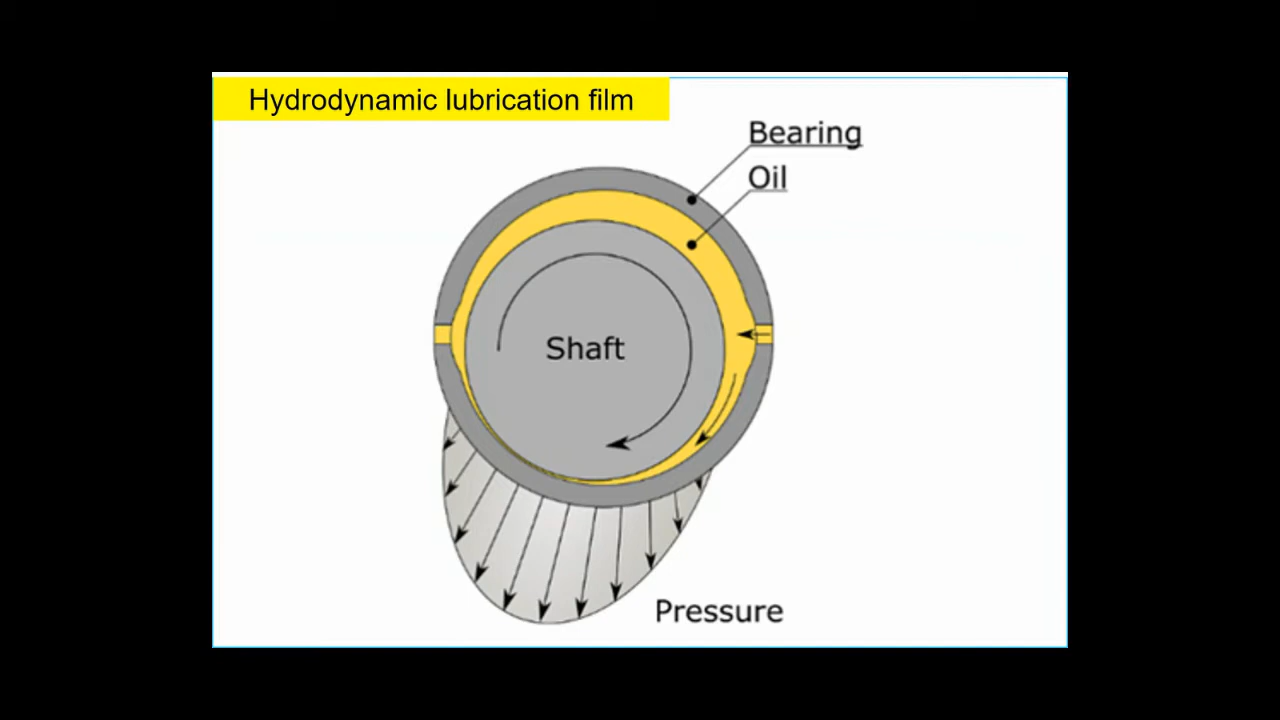 Hydrodynamic lubrication film
Bearing
Oil
Shaft
Pressure